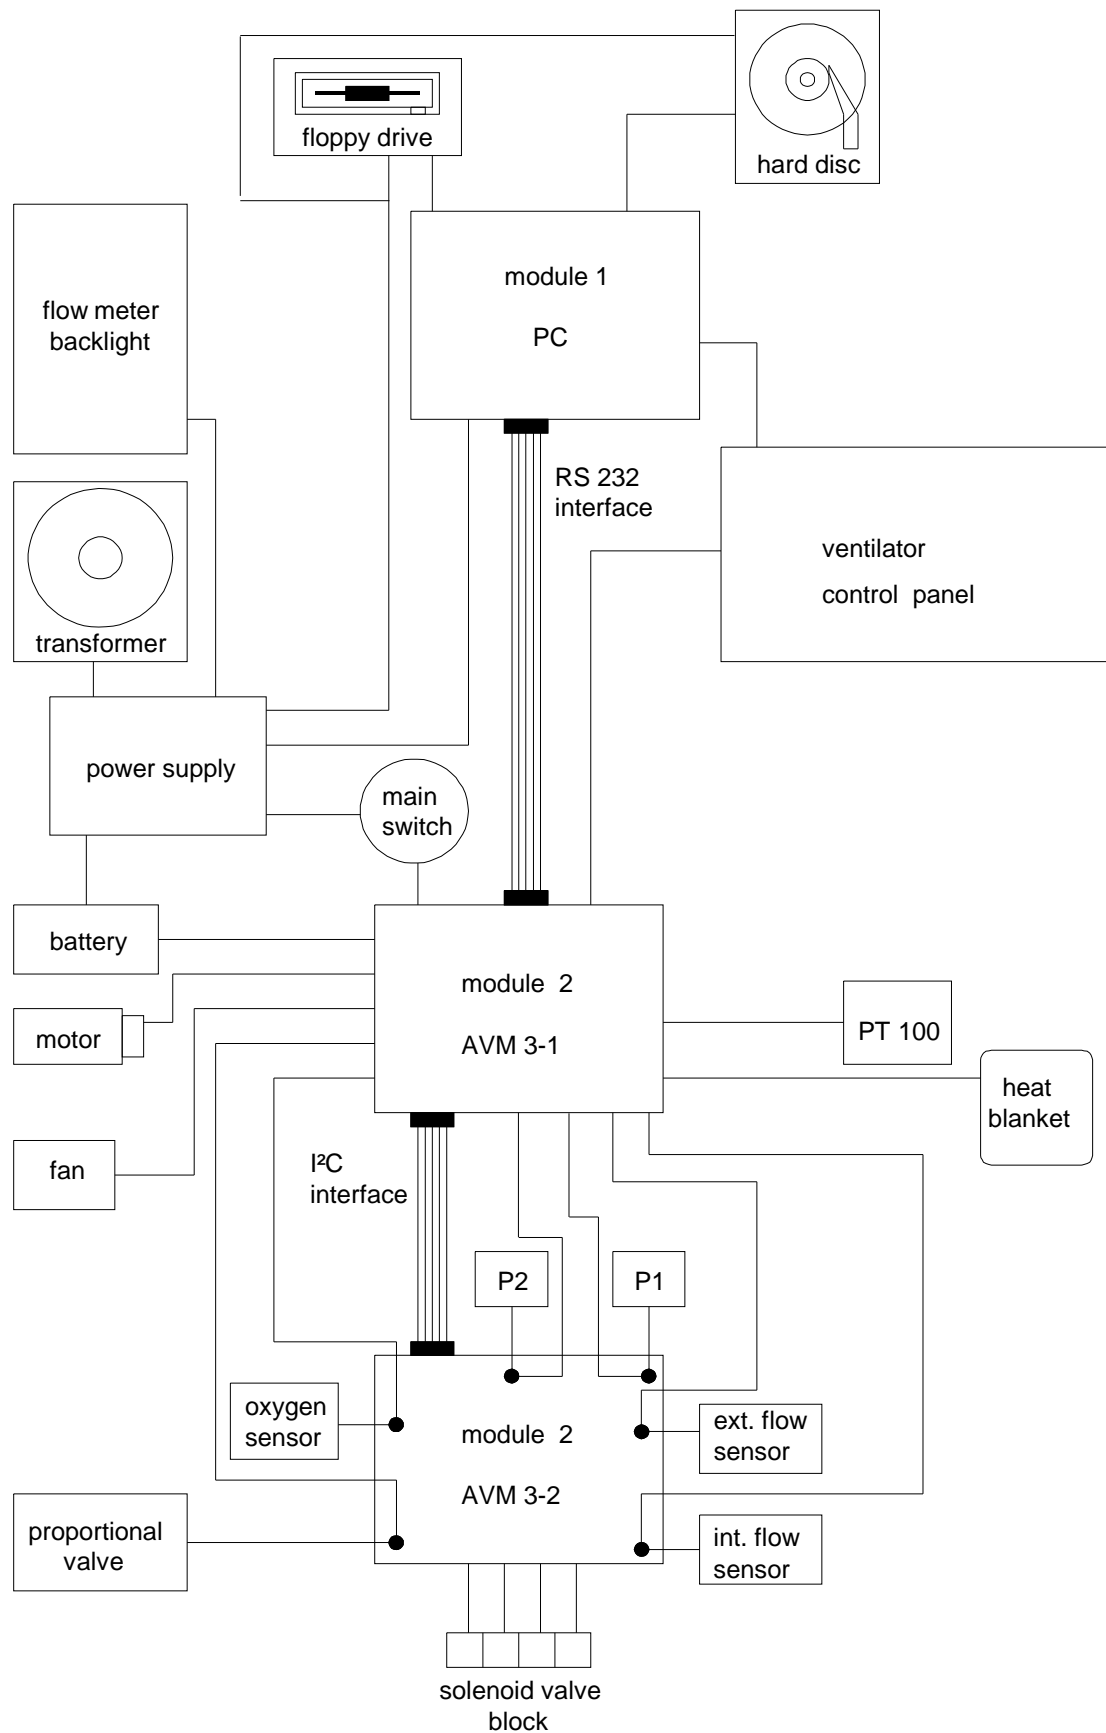 floppy drive
hard disc
module 1
PC
flow meter
backlight
RS 232
interface
ventilator
control panel
transformer
power supply
main
switch
battery
module 2
AVM 3-1
motor
PT 100
heat
blanket
fan
I²C
interface
P2
P1
oxygen
sensor
module 2
AVM 3-2
ext. flow
sensor
proportional
valve
int. flow
sensor
solenoid valve
block